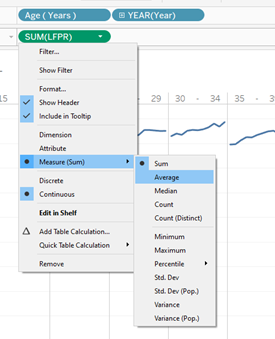 Age ( Years )
YEAR(Year)
SUM(LFPR)
Filter...
Show Filter
Format...
Show Header
Include in Tooltip
Dimension
Attribute
Measure (Sum)
Discrete
Continuous
Edit in Shelf
Add Table Calculation...
Quick Table Calculation
Remove
15
29
30 - 34
35
Sum
Average
Median
Count
Count (Distinct)
Minimum
Maximum
Percentile
Std. Dev
Std. Dev (Pop.)
Variance
Variance (Pop.)